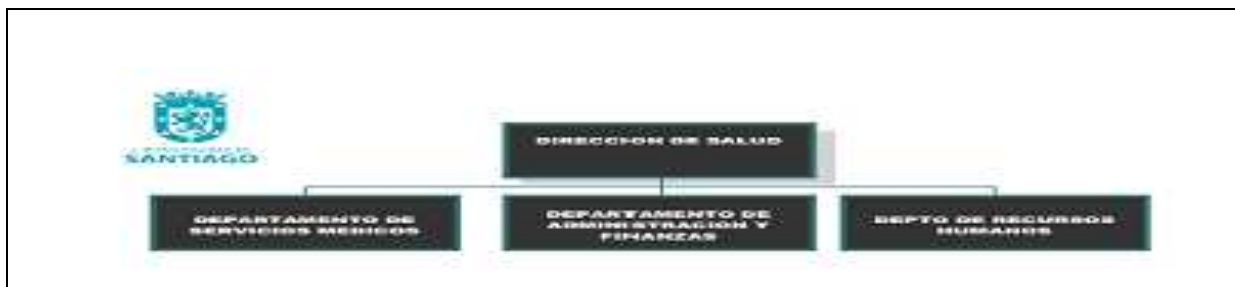 SANTIAGO
DIRECCION DE SALUD
DEPARTAMENTO DE
SERVICIOS MEDICOS
DEPARTAMENTO DE
ADMINISTRACION Y
FINANZAS
DEPTO DE RECURSOS
HUMANOS